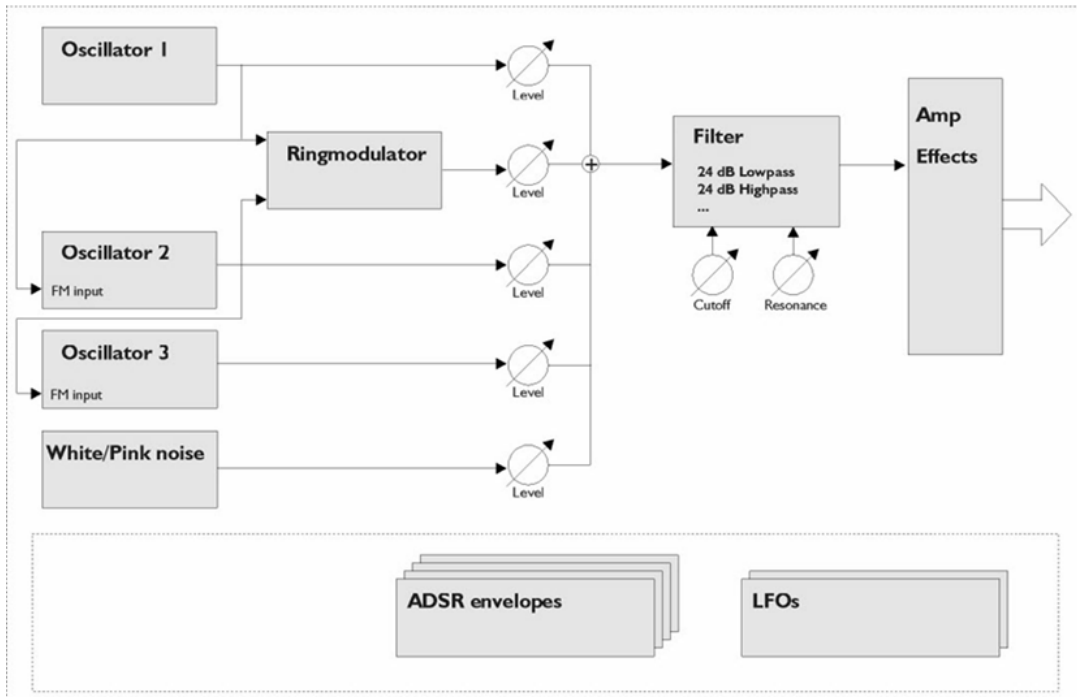 Oscillator 1
Level
Ringmodulator
Level
Filter
24 dB Lowpass
24 dB Highpass
...
Cutoff
Resonance
Amp
Effects
Oscillator 2
FM input
Level
Oscillator 3
FM input
Level
White/Pink noise
Level
ADSR envelopes
LFOs